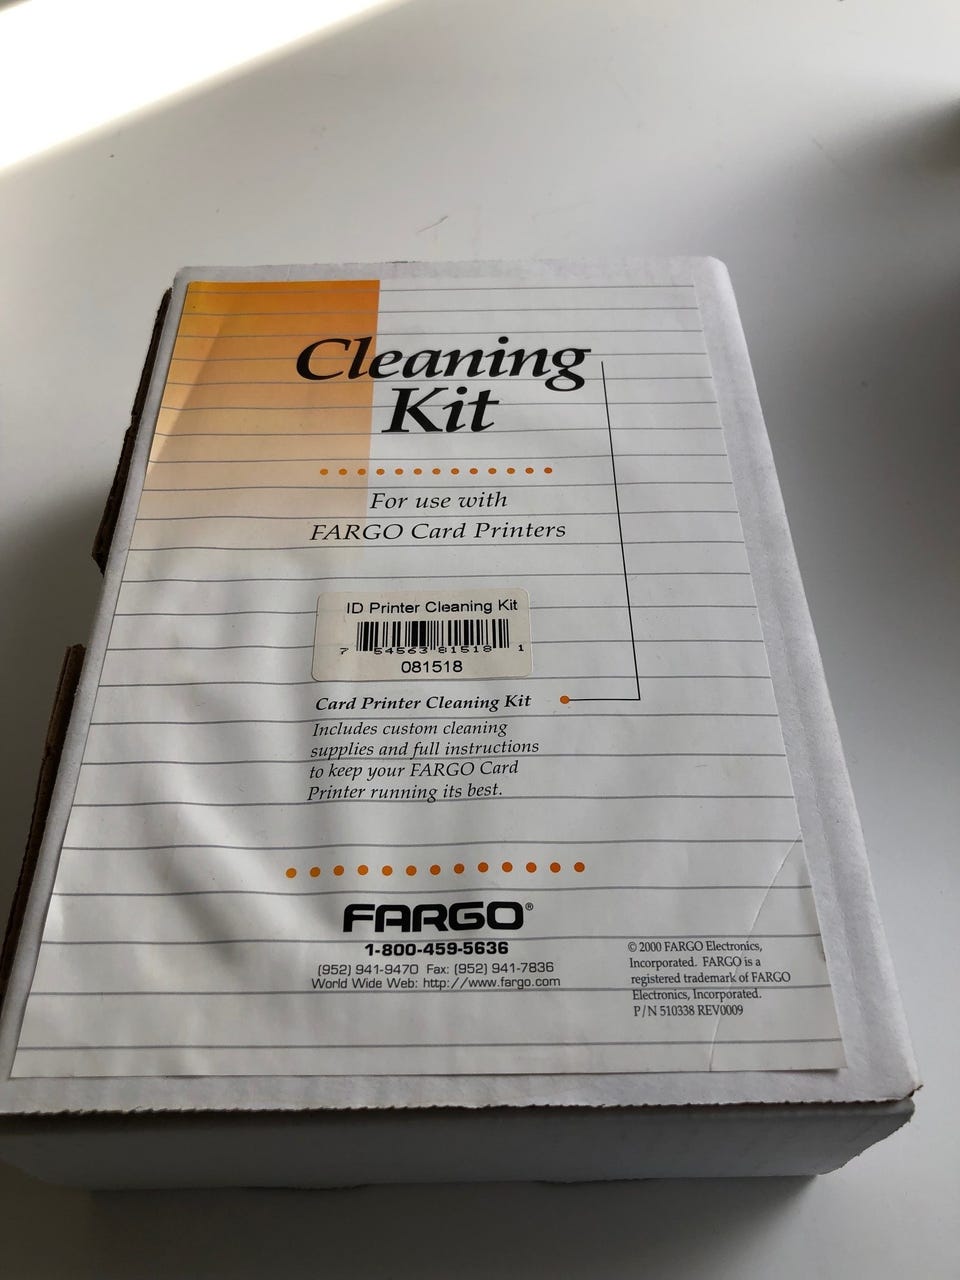 Cleaning
Kit
For use with
FARGO Card Printers
ID Printer Cleaning Kit
7 54563 81518 1
081518
Card Printer Cleaning Kit
Includes custom cleaning
supplies and full instructions
to keep your FARGO Card
Printer running its best.
FARGO®
1-800-459-5636
(952) 941-9470 Fax: (952) 941-7836
World Wide Web: http://www.fargo.com
© 2000 FARGO Electronics,
Incorporated. FARGO is a
registered trademark of FARGO
Electronics, Incorporated.
P/N 510338 REV0009